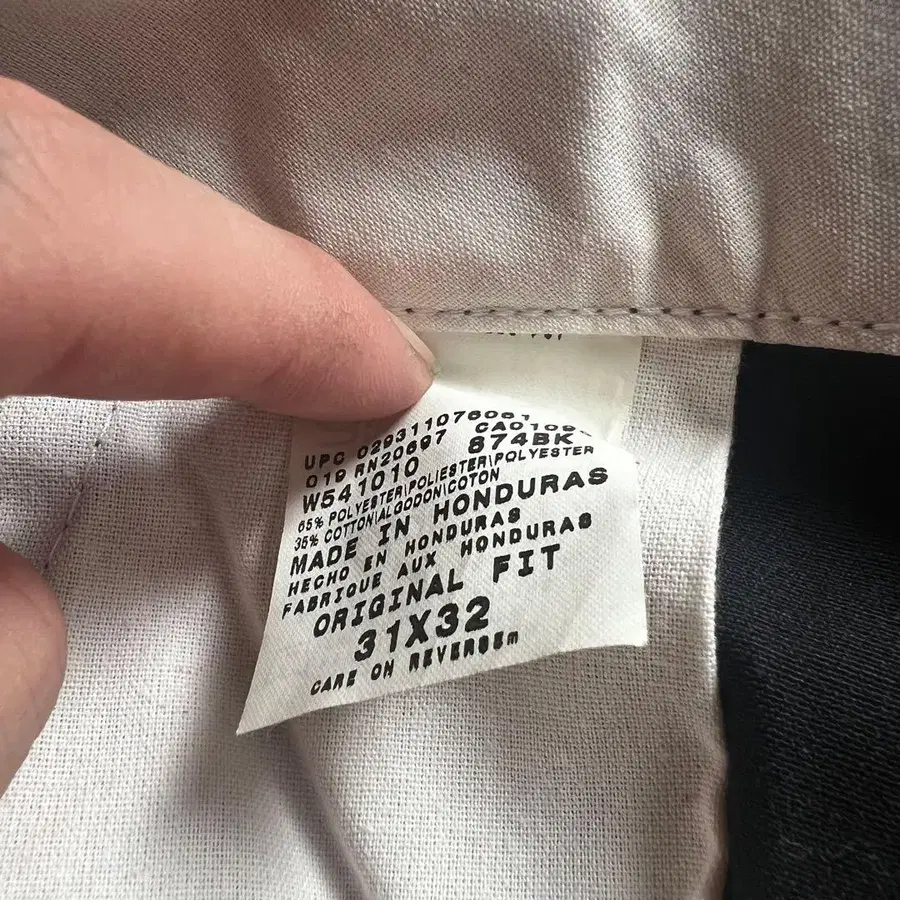 UPC 029311076061
019 RN20697 CA0109
W541010 874BK
65% POLYESTER\POLIESTER\POLYESTER
35% COTTON\ALGODON\COTON
MADE IN HONDURAS
HECHO EN HONDURAS
FABRIQUE AUX HONDURAS
ORIGINAL FIT
31X32
CARE ON REVERSE